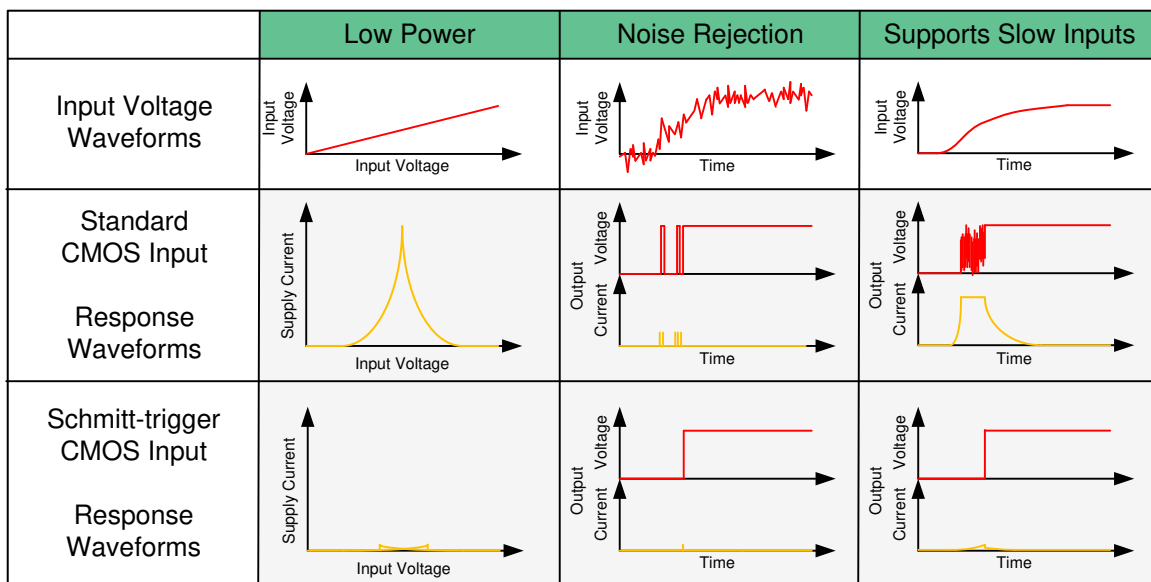 Low Power
Noise Rejection
Supports Slow Inputs
Input Voltage
Waveforms
Input
Voltage
Input Voltage
Input
Voltage
Time
Input
Voltage
Time
Standard
CMOS Input
Response
Waveforms
Supply Current
Input Voltage
Output
Voltage
Current
Time
Output
Voltage
Current
Time
Schmitt-trigger
CMOS Input
Response
Waveforms
Supply Current
Input Voltage
Output
Voltage
Current
Time
Output
Voltage
Current
Time